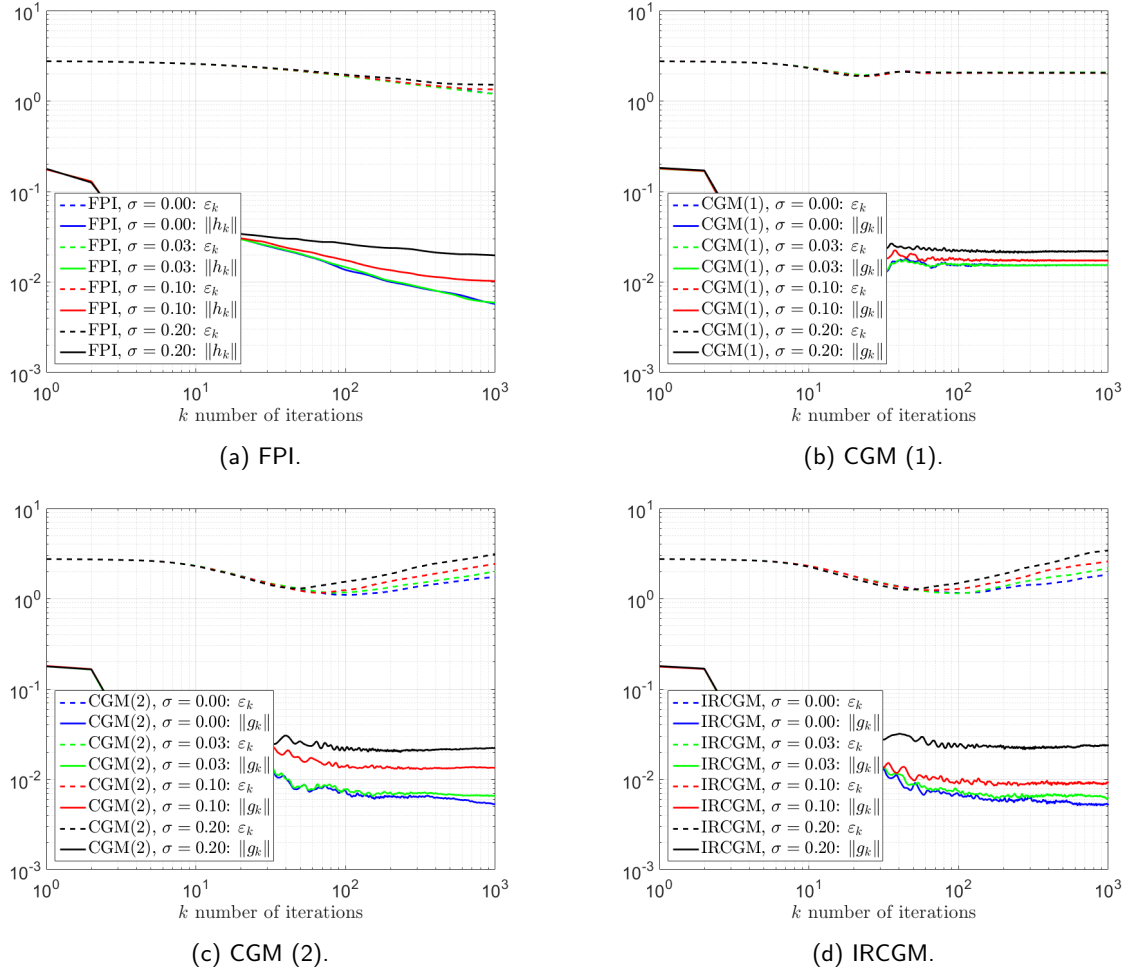 10^1
10^0
10^{-1}
10^{-2}
10^{-3}
FPI, σ = 0.00: ε_k
FPI, σ = 0.00: ‖h_k‖
FPI, σ = 0.03: ε_k
FPI, σ = 0.03: ‖h_k‖
FPI, σ = 0.10: ε_k
FPI, σ = 0.10: ‖h_k‖
FPI, σ = 0.20: ε_k
FPI, σ = 0.20: ‖h_k‖
10^0 10^1 10^2 10^3
k number of iterations
(a) FPI.
10^1
10^0
10^{-1}
10^{-2}
10^{-3}
CGM(1), σ = 0.00: ε_k
CGM(1), σ = 0.00: ‖g_k‖
CGM(1), σ = 0.03: ε_k
CGM(1), σ = 0.03: ‖g_k‖
CGM(1), σ = 0.10: ε_k
CGM(1), σ = 0.10: ‖g_k‖
CGM(1), σ = 0.20: ε_k
CGM(1), σ = 0.20: ‖g_k‖
10^0 10^1 10^2 10^3
k number of iterations
(b) CGM (1).
10^1
10^0
10^{-1}
10^{-2}
10^{-3}
CGM(2), σ = 0.00: ε_k
CGM(2), σ = 0.00: ‖g_k‖
CGM(2), σ = 0.03: ε_k
CGM(2), σ = 0.03: ‖g_k‖
CGM(2), σ = 0.10: ε_k
CGM(2), σ = 0.10: ‖g_k‖
CGM(2), σ = 0.20: ε_k
CGM(2), σ = 0.20: ‖g_k‖
10^0 10^1 10^2 10^3
k number of iterations
(c) CGM (2).
10^1
10^0
10^{-1}
10^{-2}
10^{-3}
IRCGM, σ = 0.00: ε_k
IRCGM, σ = 0.00: ‖g_k‖
IRCGM, σ = 0.03: ε_k
IRCGM, σ = 0.03: ‖g_k‖
IRCGM, σ = 0.10: ε_k
IRCGM, σ = 0.10: ‖g_k‖
IRCGM, σ = 0.20: ε_k
IRCGM, σ = 0.20: ‖g_k‖
10^0 10^1 10^2 10^3
k number of iterations
(d) IRCGM.